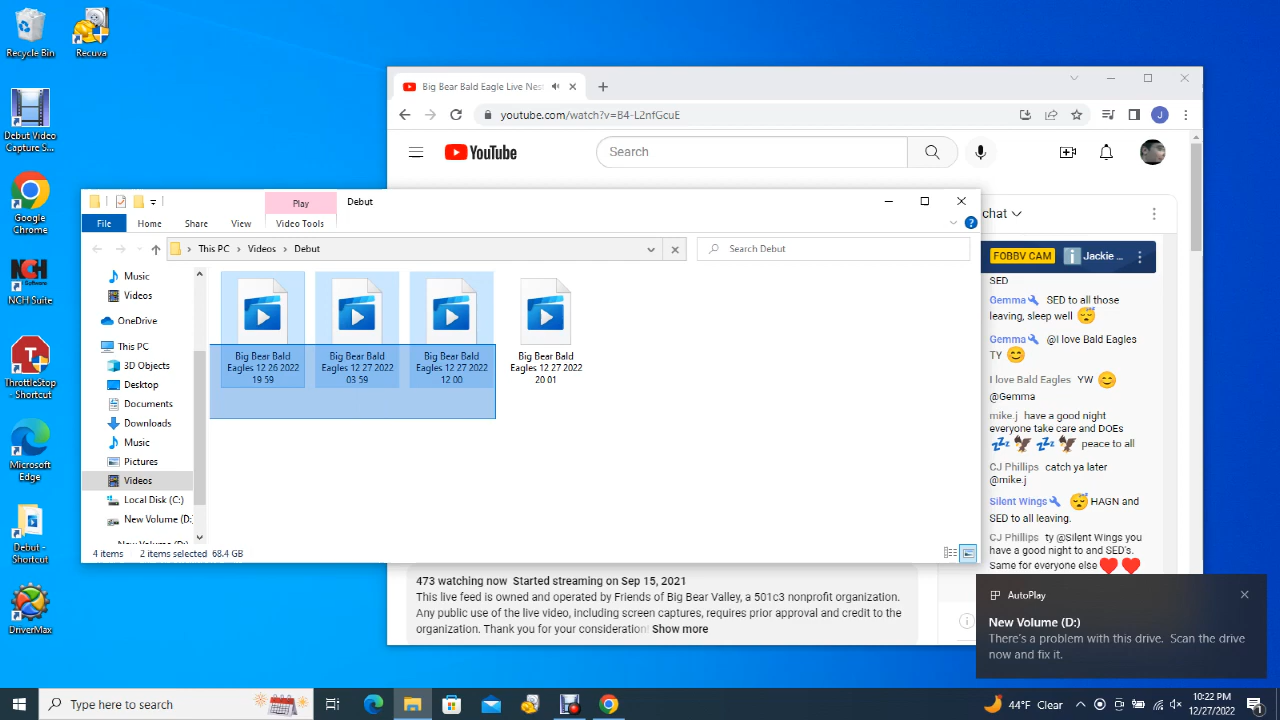 Recycle Bin
Recuva
Debut Video
Capture S...
Google
Chrome
NCH
NCH Suite
ThrottleStop
- Shortcut
Microsoft
Edge
Debut -
Shortcut
DriverMax
Big Bear Bald Eagle Live Nest
youtube.com/watch?v=B4-L2nfGcuE
J
YouTube
Search
Play
Debut
File
Home
Share
View
Video Tools
This PC
Videos
Debut
Search Debut
Music
Videos
OneDrive
This PC
3D Objects
Desktop
Documents
Downloads
Music
Pictures
Videos
Local Disk (C:)
New Volume (D:)
Big Bear Bald
Eagles 12 26 2022
19 59
Big Bear Bald
Eagles 12 27 2022
03 59
Big Bear Bald
Eagles 12 27 2022
12 00
Big Bear Bald
Eagles 12 27 2022
20 01
4 items
2 items selected 68.4 GB
chat
FOBBV CAM
Jackie ...
SED
Gemma SED to all those
leaving, sleep well
Gemma @I love Bald Eagles
TY
I love Bald Eagles YW
@Gemma
mike.j have a good night
everyone take care and DOEs
peace to all
CJ Phillips catch ya later
@mike.j
Silent Wings HAGN and
SED to all leaving.
CJ Phillips ty @Silent Wings you
have a good night to and SED's.
Same for everyone else
473 watching now Started streaming on Sep 15, 2021
This live feed is owned and operated by Friends of Big Bear Valley, a 501c3 nonprofit organization.
Any public use of the live video, including screen captures, requires prior approval and credit to the
organization. Thank you for your consideration! Show more
AutoPlay
New Volume (D:)
There's a problem with this drive. Scan the drive
now and fix it.
Type here to search
44°F Clear
10:22 PM
12/27/2022
1